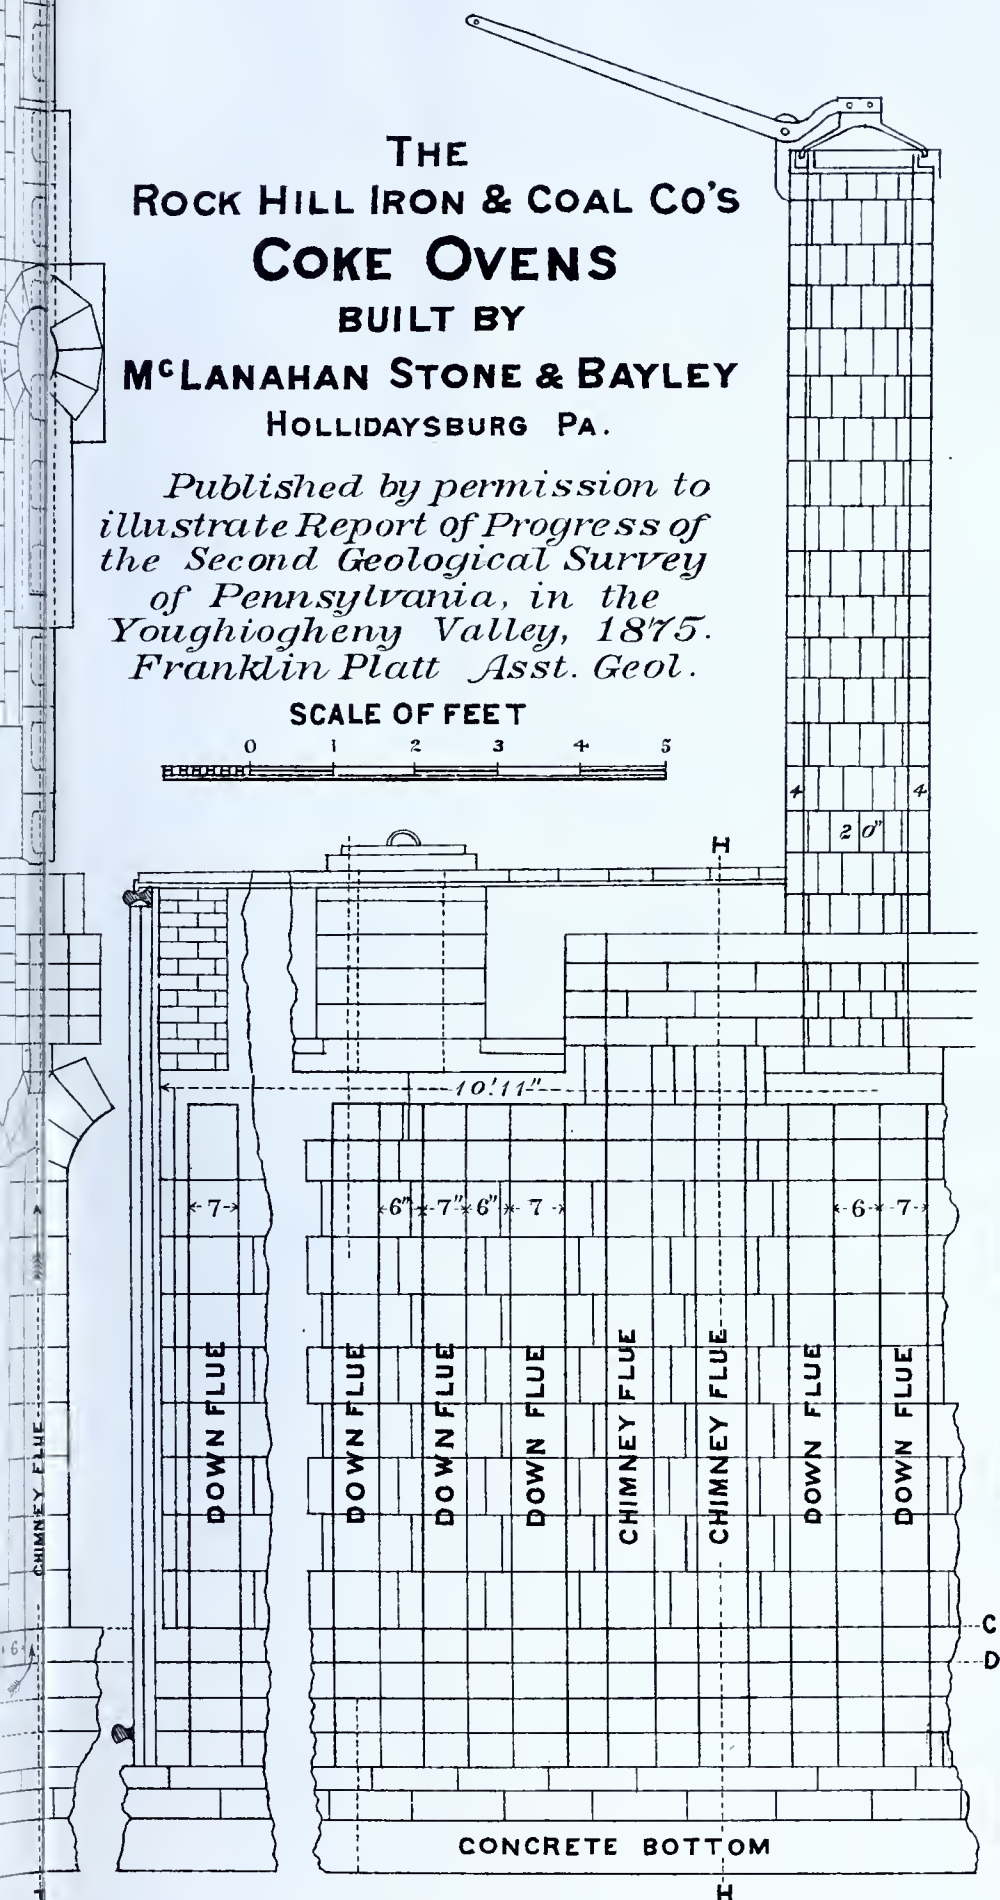 THE
ROCK HILL IRON & COAL CO'S
COKE OVENS
BUILT BY
McLANAHAN STONE & BAYLEY
HOLLIDAYSBURG PA.
Published by permission to
illustrate Report of Progress of
the Second Geological Survey
of Pennsylvania, in the
Youghiogheny Valley, 1875.
Franklin Platt Asst. Geol.
SCALE OF FEET
0 1 2 3 4 5
4 4
20"
H
10'.11"
7 6" 7" 6" 7 6 7
DOWN FLUE
DOWN FLUE
DOWN FLUE
DOWN FLUE
CHIMNEY FLUE
CHIMNEY FLUE
DOWN FLUE
DOWN FLUE
CHIMNEY FLUE
6
C
D
CONCRETE BOTTOM
H